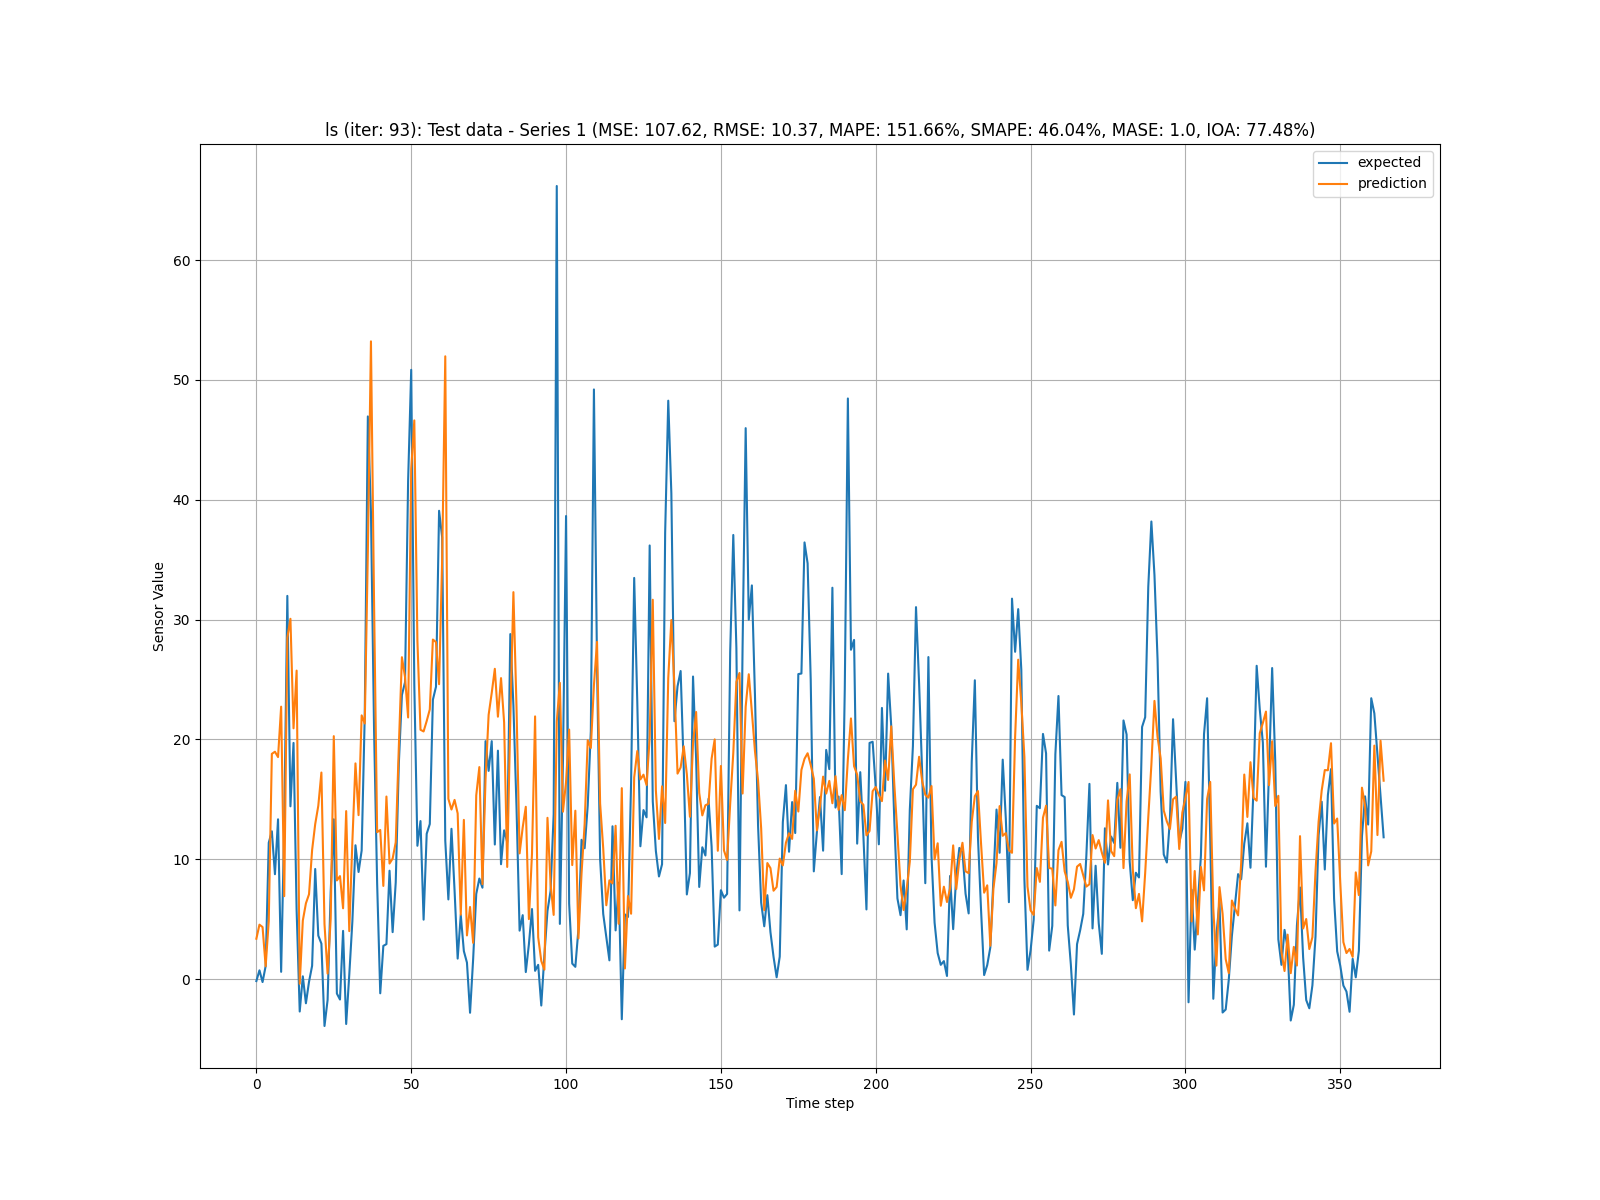 ls (iter: 93): Test data - Series 1 (MSE: 107.62, RMSE: 10.37, MAPE: 151.66%, SMAPE: 46.04%, MASE: 1.0, IOA: 77.48%)
expected
prediction
60
50
40
30
20
10
0
Sensor Value
0 50 100 150 200 250 300 350
Time step